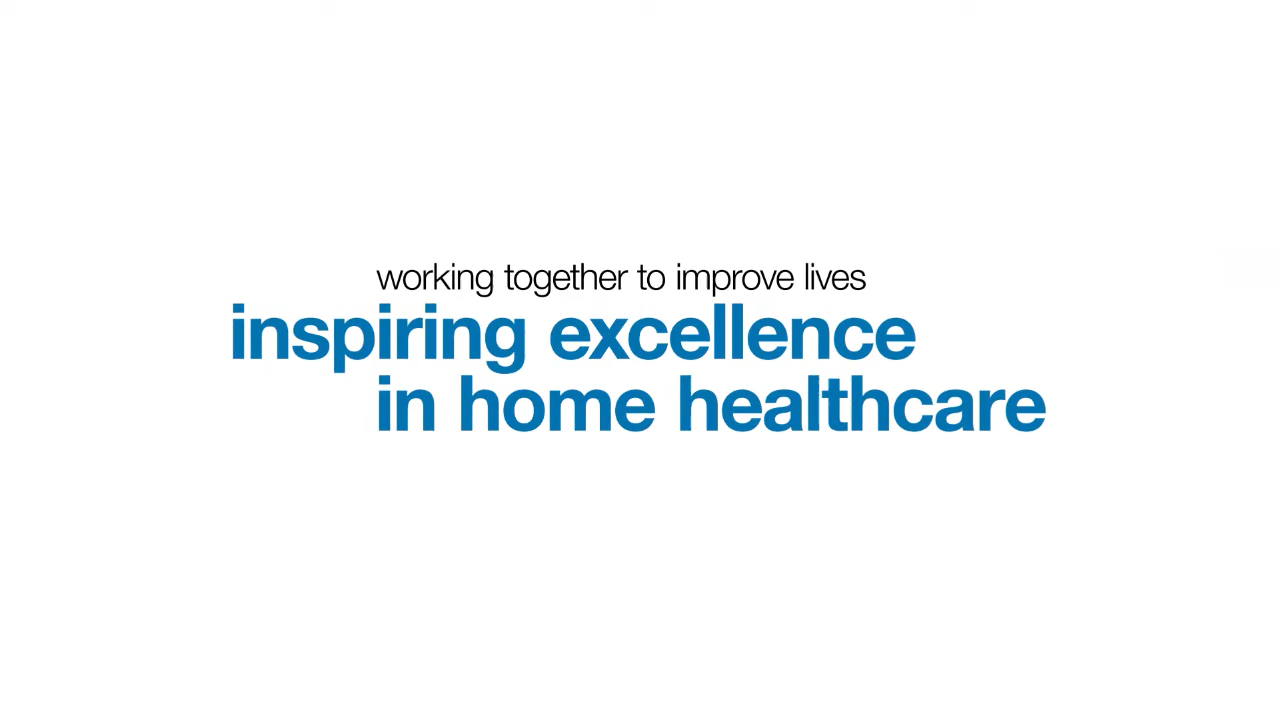 working together to improve lives
inspiring excellence
in home healthcare